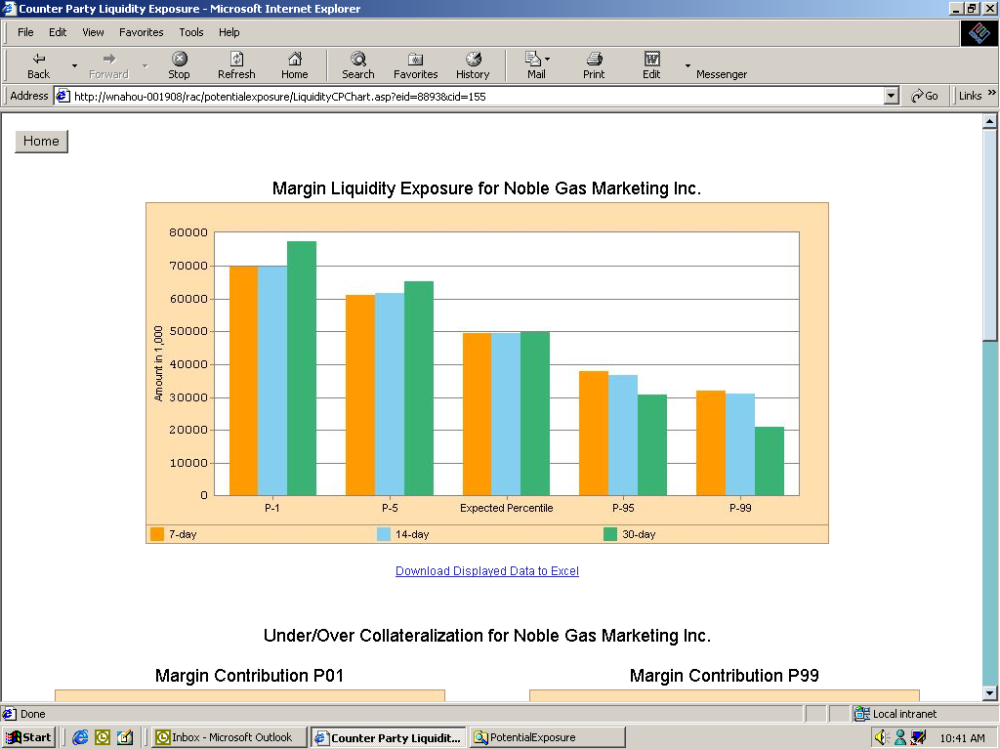 Counter Party Liquidity Exposure - Microsoft Internet Explorer
File Edit View Favorites Tools Help
Back Forward Stop Refresh Home Search Favorites History Mail Print Edit Messenger
Address http://wnahou-001908/rac/potentialexposure/LiquidityCPChart.asp?eid=8893&cid=155 Go Links »
Home
Margin Liquidity Exposure for Noble Gas Marketing Inc.
80000
70000
60000
50000
40000
30000
20000
10000
0
Amount in 1,000
P-1 P-5 Expected Percentile P-95 P-99
7-day 14-day 30-day
Download Displayed Data to Excel
Under/Over Collateralization for Noble Gas Marketing Inc.
Margin Contribution P01 Margin Contribution P99
Done Local intranet
Start Inbox - Microsoft Outlook Counter Party Liquidit... PotentialExposure 10:41 AM